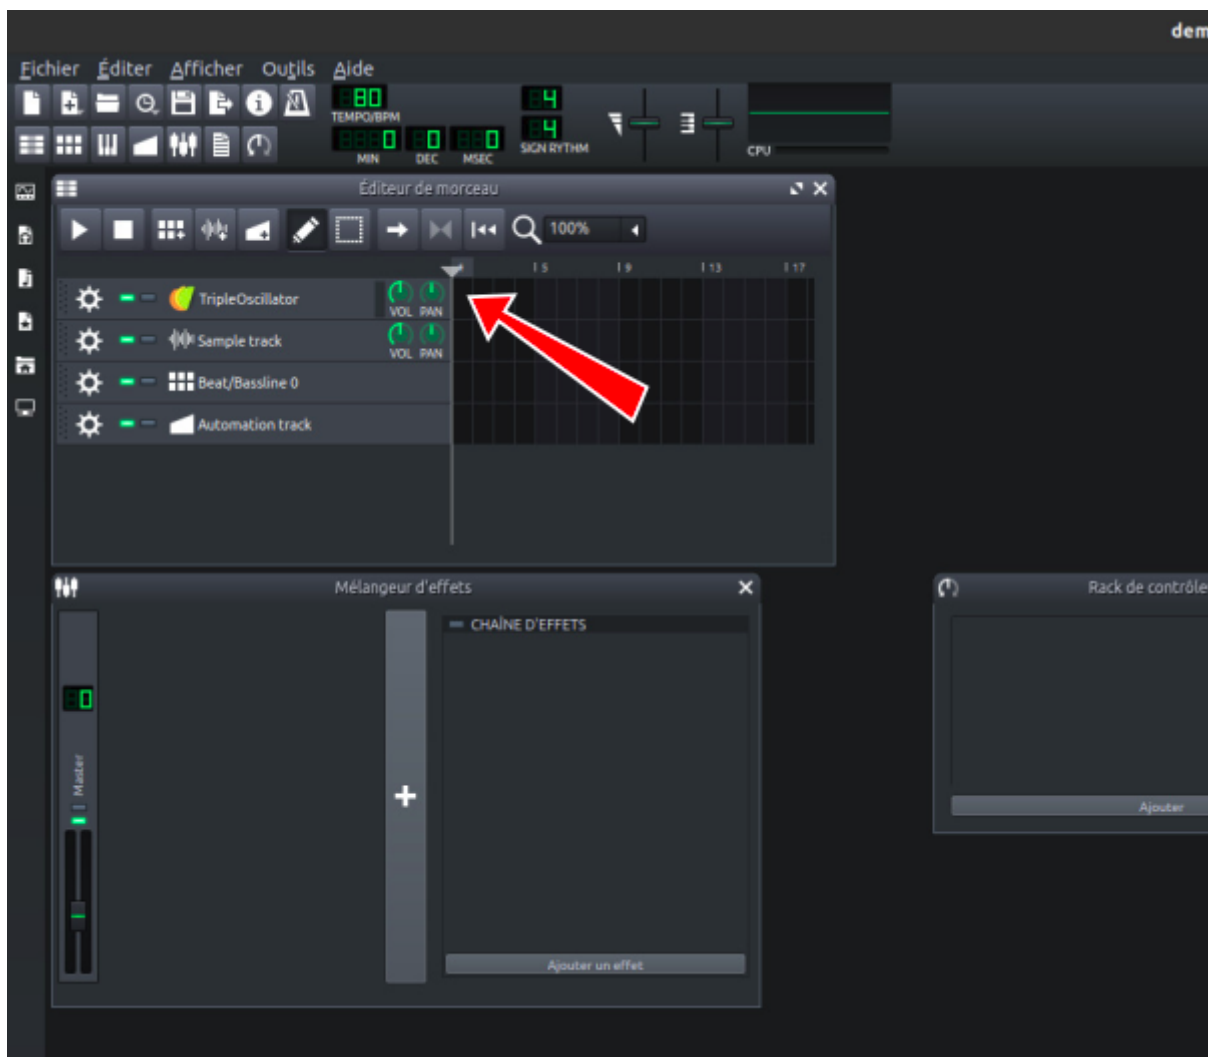 dem
Fichier Éditer Afficher Outils Aide
80
TEMPO/BPM
4
4
SIGN RYTHM
0 0 0
MIN DEC MSEC
CPU
Éditeur de morceau
100%
5 9 13 17
TripleOscillator
VOL PAN
Sample track
VOL PAN
Beat/Bassline 0
Automation track
Mélangeur d'effets
CHAÎNE D'EFFETS
0
Master
Ajouter un effet
Rack de contrôle
Ajouter